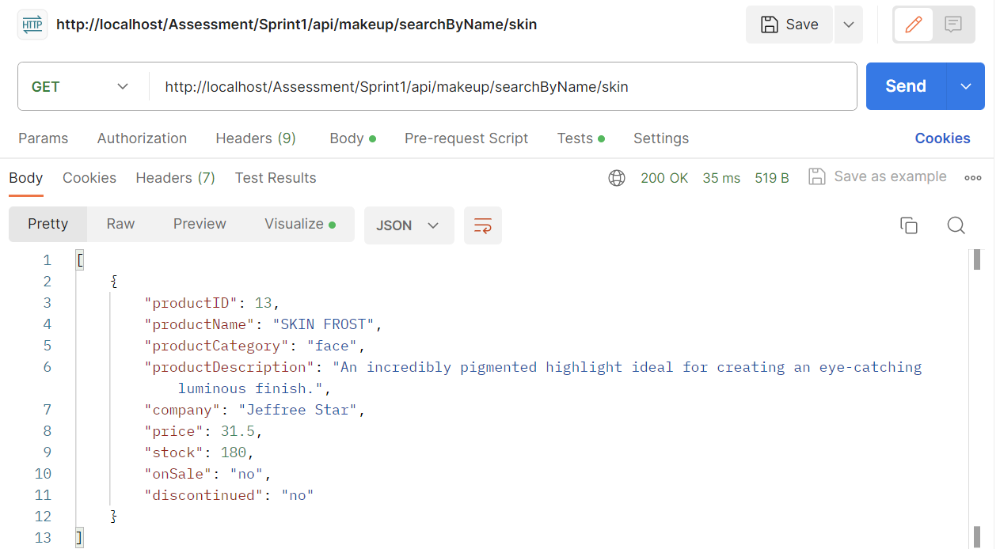 HTTP http://localhost/Assessment/Sprint1/api/makeup/searchByName/skin Save
GET http://localhost/Assessment/Sprint1/api/makeup/searchByName/skin Send
Params Authorization Headers (9) Body Pre-request Script Tests Settings Cookies
Body Cookies Headers (7) Test Results 200 OK 35 ms 519 B Save as example
Pretty Raw Preview Visualize JSON
1 [
2 {
3 "productID": 13,
4 "productName": "SKIN FROST",
5 "productCategory": "face",
6 "productDescription": "An incredibly pigmented highlight ideal for creating an eye-catching
luminous finish.",
7 "company": "Jeffree Star",
8 "price": 31.5,
9 "stock": 180,
10 "onSale": "no",
11 "discontinued": "no"
12 }
13 ]